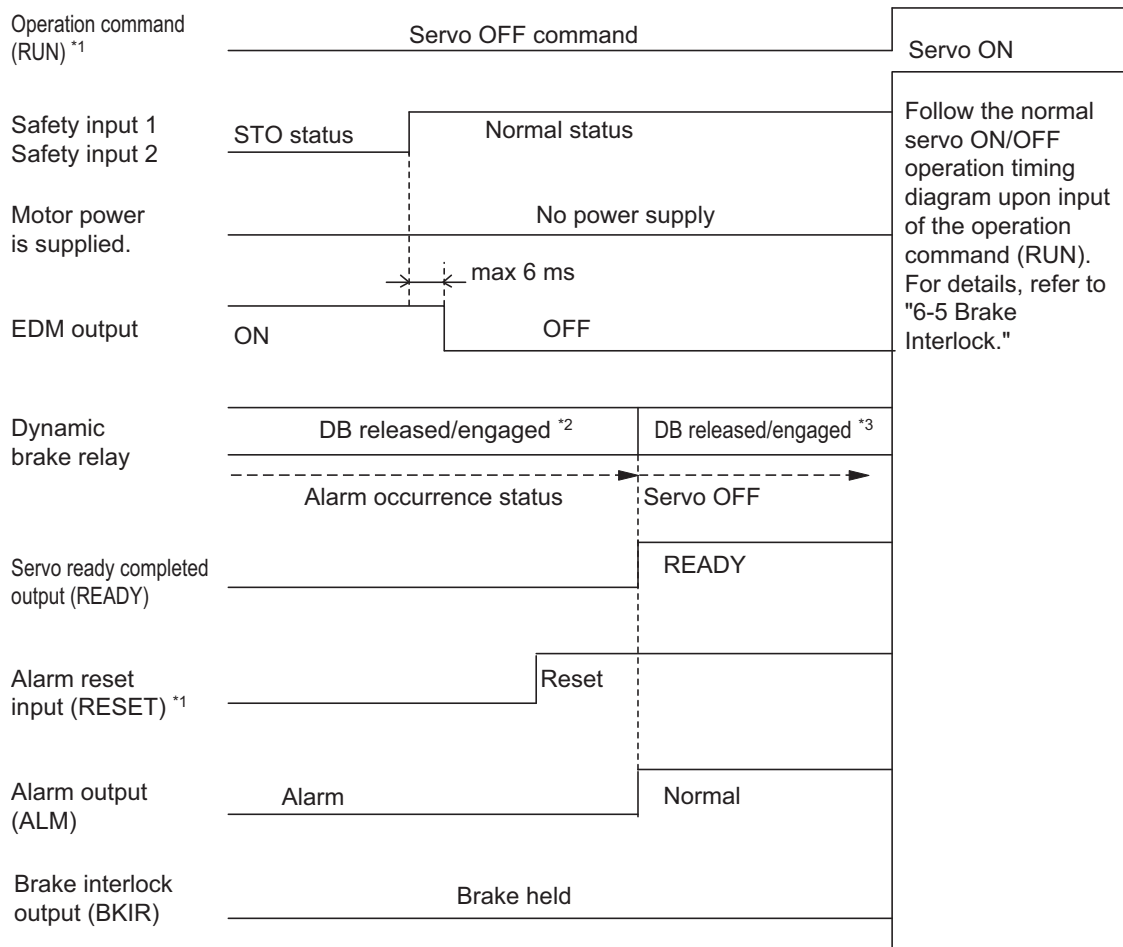 Operation command
(RUN) *1
Servo OFF command
Servo ON
Safety input 1
Safety input 2
STO status
Normal status
Follow the normal
servo ON/OFF
operation timing
diagram upon input
of the operation
command (RUN).
For details, refer to
"6-5 Brake
Interlock."
Motor power
is supplied.
No power supply
max 6 ms
EDM output
ON
OFF
Dynamic
brake relay
DB released/engaged *2
DB released/engaged *3
Alarm occurrence status
Servo OFF
Servo ready completed
output (READY)
READY
Alarm reset
input (RESET) *1
Reset
Alarm output
(ALM)
Alarm
Normal
Brake interlock
output (BKIR)
Brake held